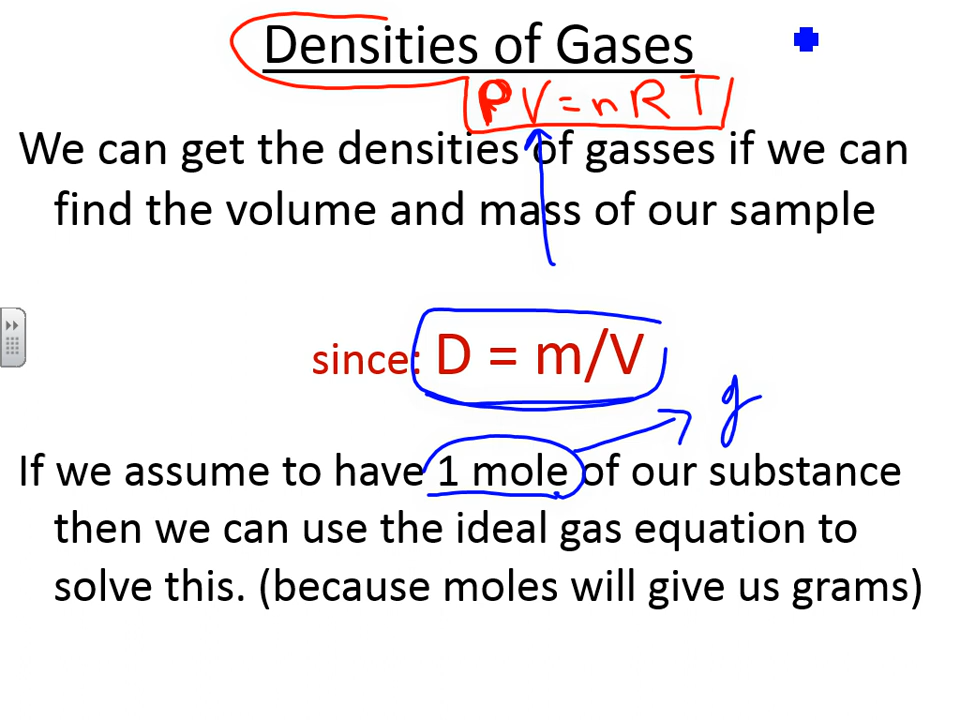 Densities of Gases
PV=nRT
We can get the densities of gasses if we can
find the volume and mass of our sample
since: D = m/V
g
If we assume to have 1 mole of our substance
then we can use the ideal gas equation to
solve this. (because moles will give us grams)